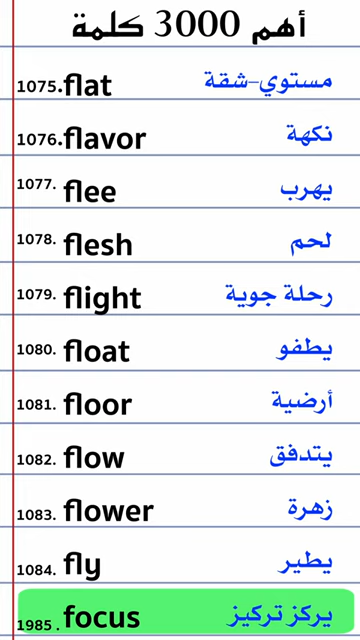 أهم 3000 كلمة
1075.flat مستوي-شقة
1076.flavor نكهة
1077. flee يهرب
1078. flesh لحم
1079. flight رحلة جوية
1080. float يطفو
1081. floor أرضية
1082. flow يتدفق
1083. flower زهرة
1084. fly يطير
1985. focus يركز تركيز